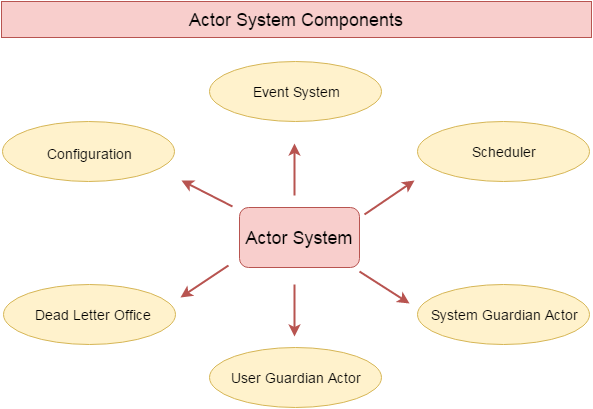 Actor System Components
Event System
Configuration
Scheduler
Actor System
Dead Letter Office
System Guardian Actor
User Guardian Actor